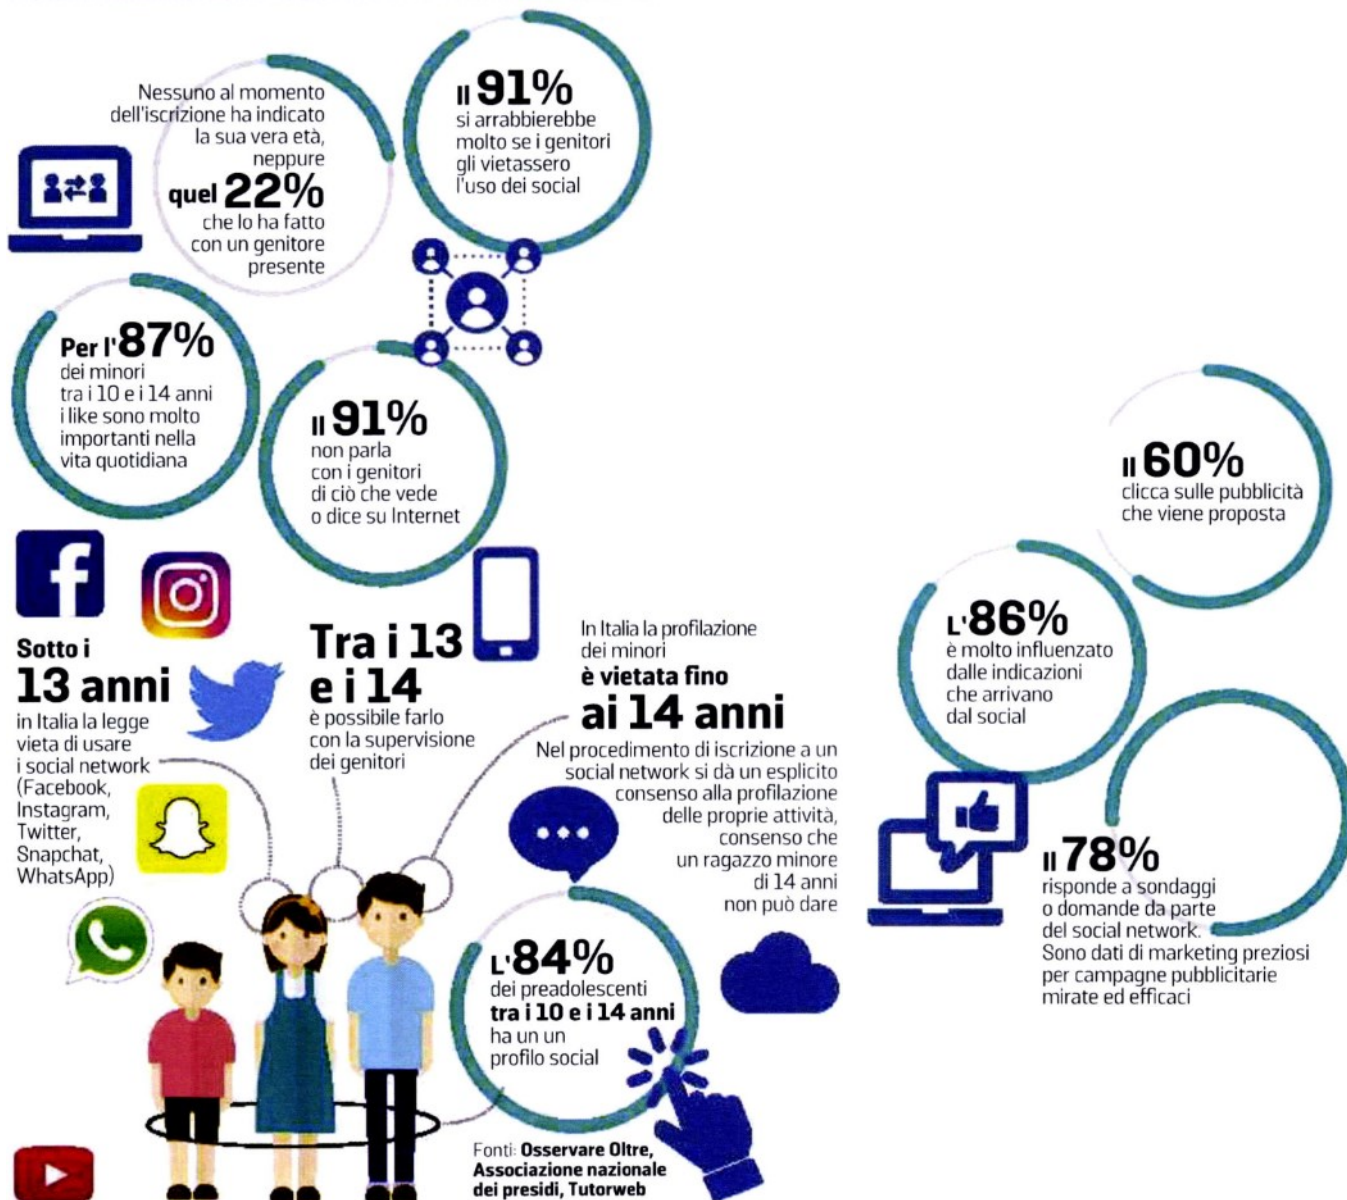 Nessuno al momento
dell'iscrizione ha indicato
la sua vera età,
neppure
quel 22%
che lo ha fatto
con un genitore
presente
Il 91%
si arrabbierebbe
molto se i genitori
gli vietassero
l'uso dei social
Per l'87%
dei minori
tra i 10 e i 14 anni
i like sono molto
importanti nella
vita quotidiana
Il 91%
non parla
con i genitori
di ciò che vede
o dice su Internet
Il 60%
clicca sulle pubblicità
che viene proposta
L'86%
è molto influenzato
dalle indicazioni
che arrivano
dal social
Il 78%
risponde a sondaggi
o domande da parte
del social network.
Sono dati di marketing preziosi
per campagne pubblicitarie
mirate ed efficaci
Sotto i
13 anni
in Italia la legge
vieta di usare
i social network
(Facebook,
Instagram,
Twitter,
Snapchat,
WhatsApp)
Tra i 13
e i 14
è possibile farlo
con la supervisione
dei genitori
In Italia la profilazione
dei minori
è vietata fino
ai 14 anni
Nel procedimento di iscrizione a un
social network si dà un esplicito
consenso alla profilazione
delle proprie attività,
consenso che
un ragazzo minore
di 14 anni
non può dare
L'84%
dei preadolescenti
tra i 10 e i 14 anni
ha un un
profilo social
Fonti: Osservare Oltre,
Associazione nazionale
dei presidi, Tutorweb